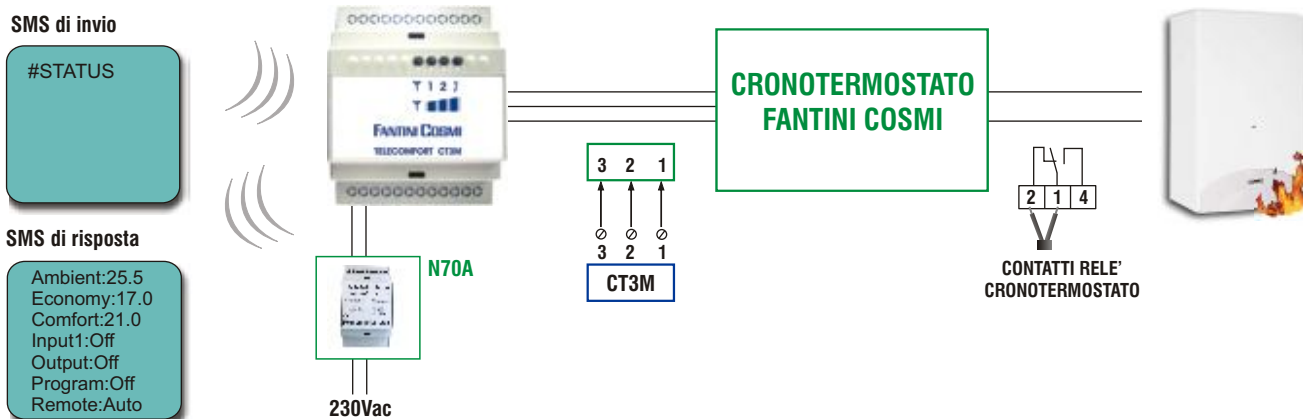 SMS di invio
#STATUS
SMS di risposta
Ambient:25.5
Economy:17.0
Comfort:21.0
Input1:Off
Output:Off
Program:Off
Remote:Auto
1 2 3
FANTINI COSMI
TELECOMFORT CT3M
N70A
230Vac
CRONOTERMOSTATO
FANTINI COSMI
3 2 1
3 2 1
CT3M
2 1 4
CONTATTI RELE'
CRONOTERMOSTATO